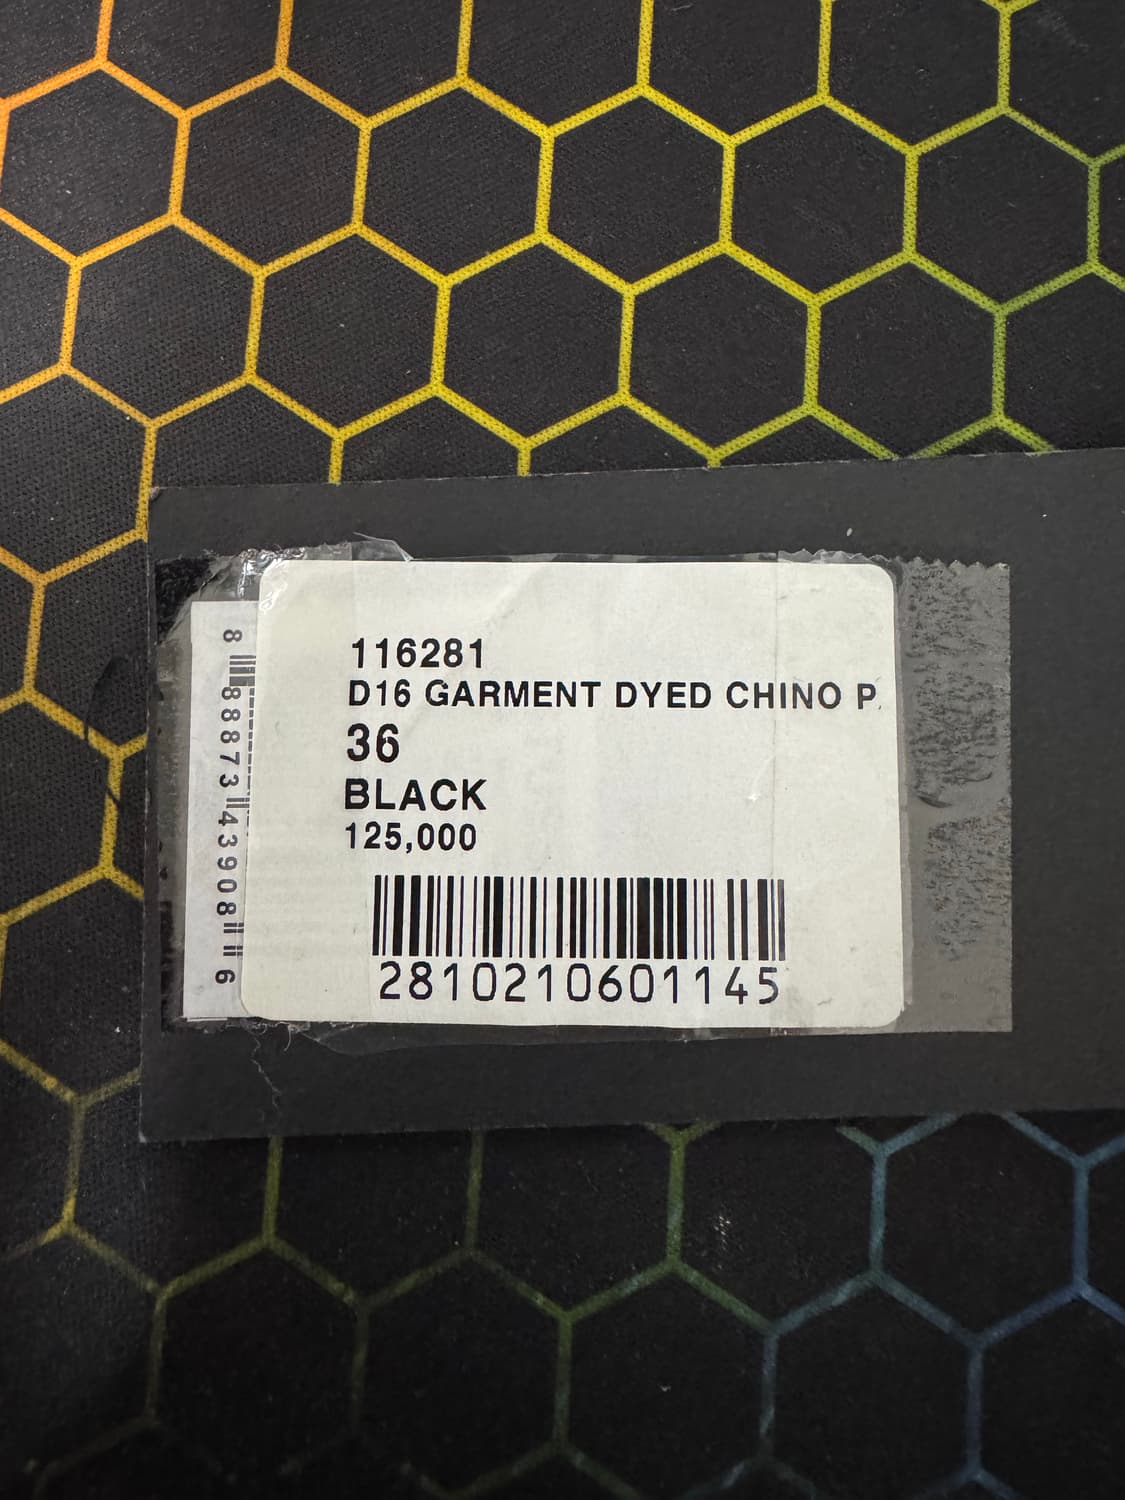 116281
D16 GARMENT DYED CHINO P.
36
BLACK
125,000
2810210601145
8 88873 43908 6